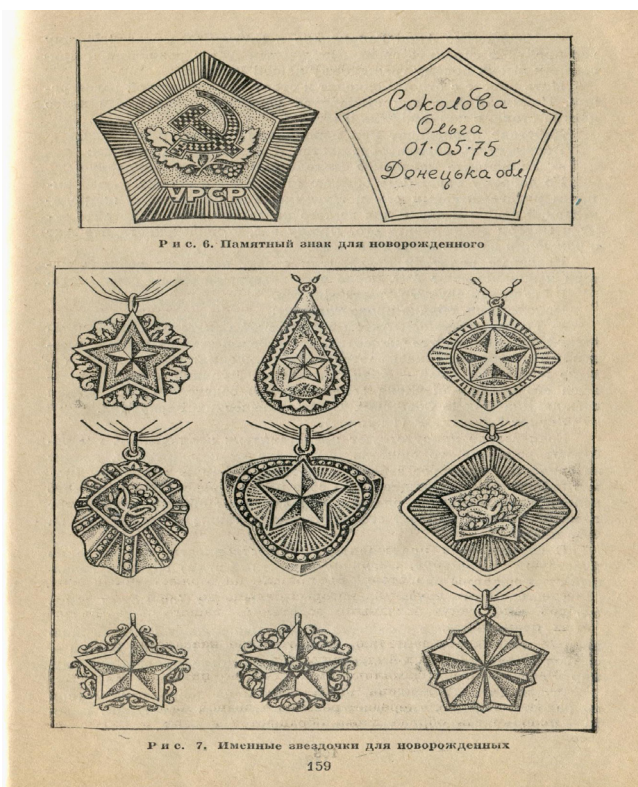 УРСР
Соколова
Ольга
01·05·75
Донецька обл.
Рис. 6. Памятный знак для новорожденного
Рис. 7. Именные звездочки для новорожденных
159